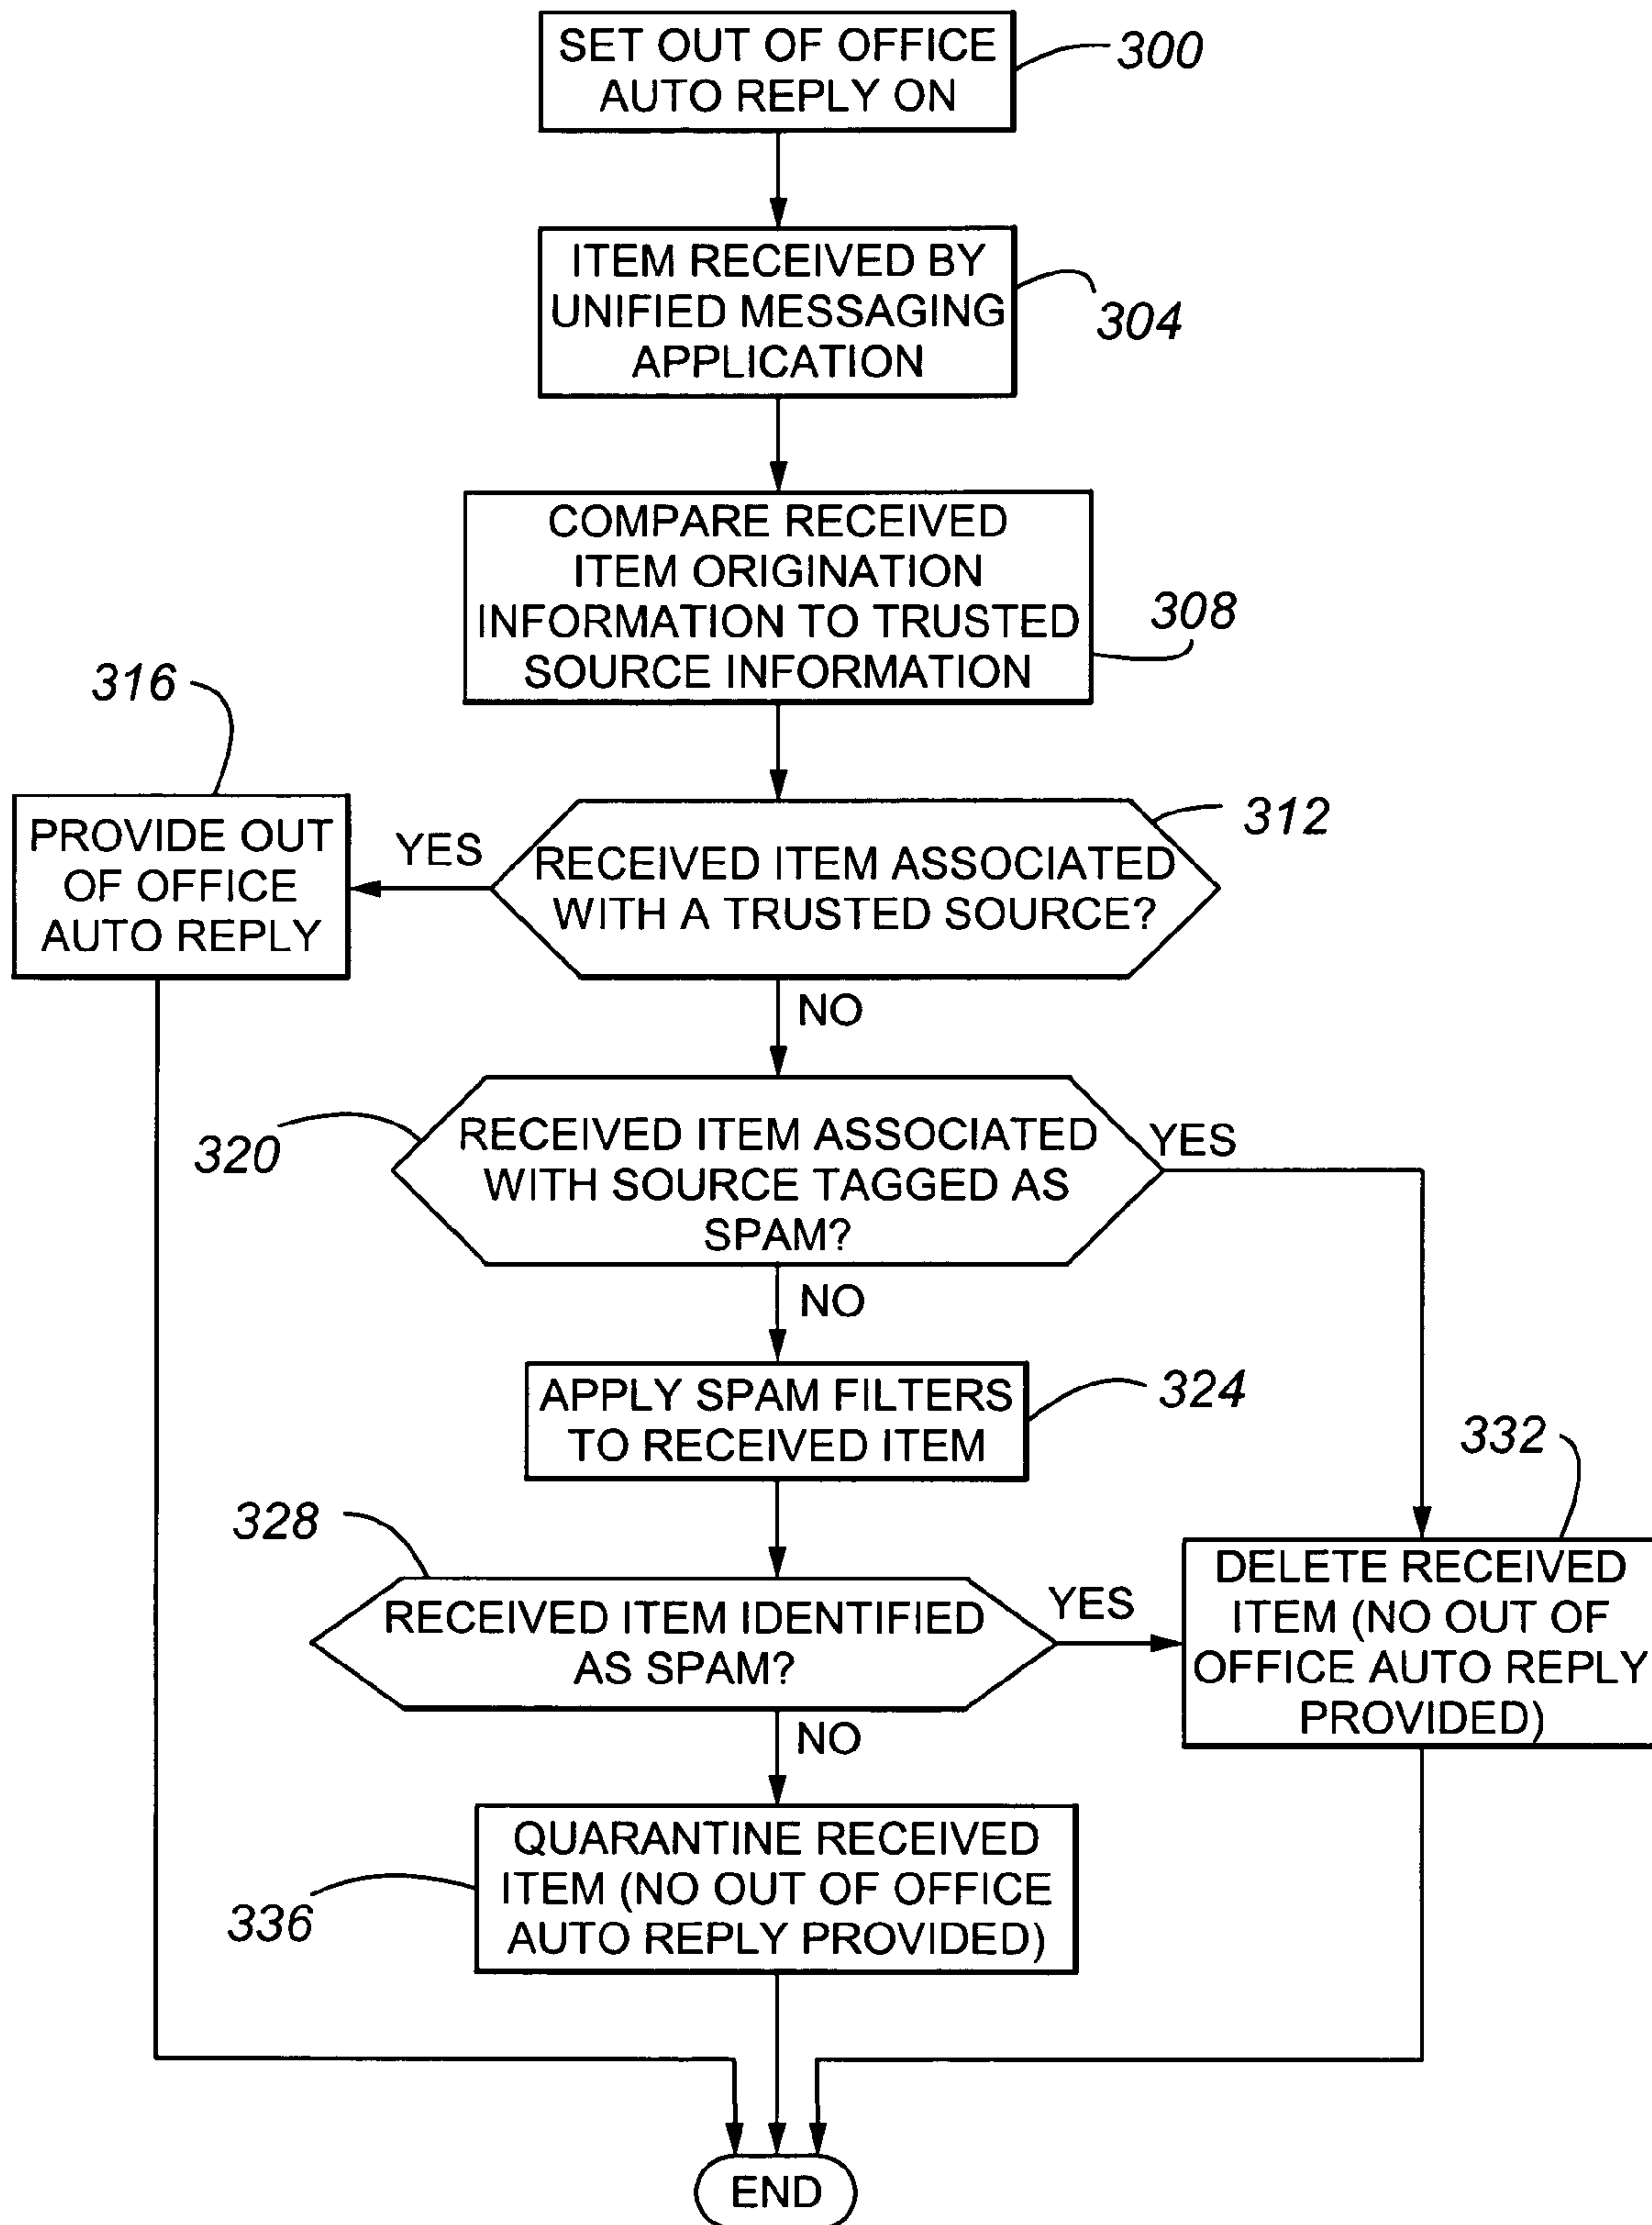 SET OUT OF OFFICE
AUTO REPLY ON
300
ITEM RECEIVED BY
UNIFIED MESSAGING
APPLICATION
304
COMPARE RECEIVED
ITEM ORIGINATION
INFORMATION TO TRUSTED
SOURCE INFORMATION
308
316
PROVIDE OUT
OF OFFICE
AUTO REPLY
YES
312
RECEIVED ITEM ASSOCIATED
WITH A TRUSTED SOURCE?
NO
320
RECEIVED ITEM ASSOCIATED
WITH SOURCE TAGGED AS
SPAM?
YES
NO
APPLY SPAM FILTERS
TO RECEIVED ITEM
324
332
328
RECEIVED ITEM IDENTIFIED
AS SPAM?
YES
DELETE RECEIVED
ITEM (NO OUT OF
OFFICE AUTO REPLY
PROVIDED)
NO
QUARANTINE RECEIVED
ITEM (NO OUT OF OFFICE
AUTO REPLY PROVIDED)
336
END